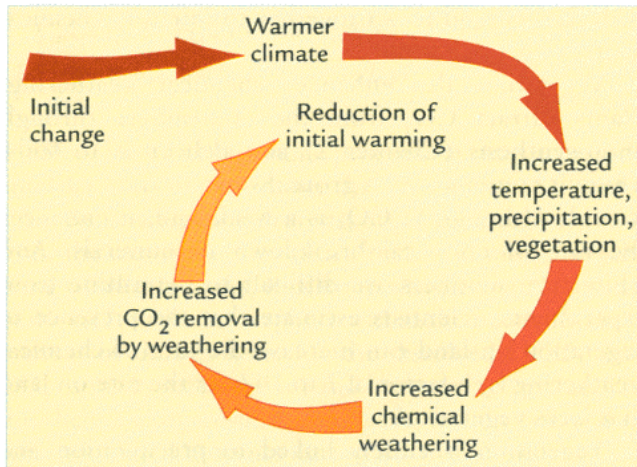 Warmer
climate
Initial
change
Reduction of
initial warming
Increased
temperature,
precipitation,
vegetation
Increased
CO₂ removal
by weathering
Increased
chemical
weathering